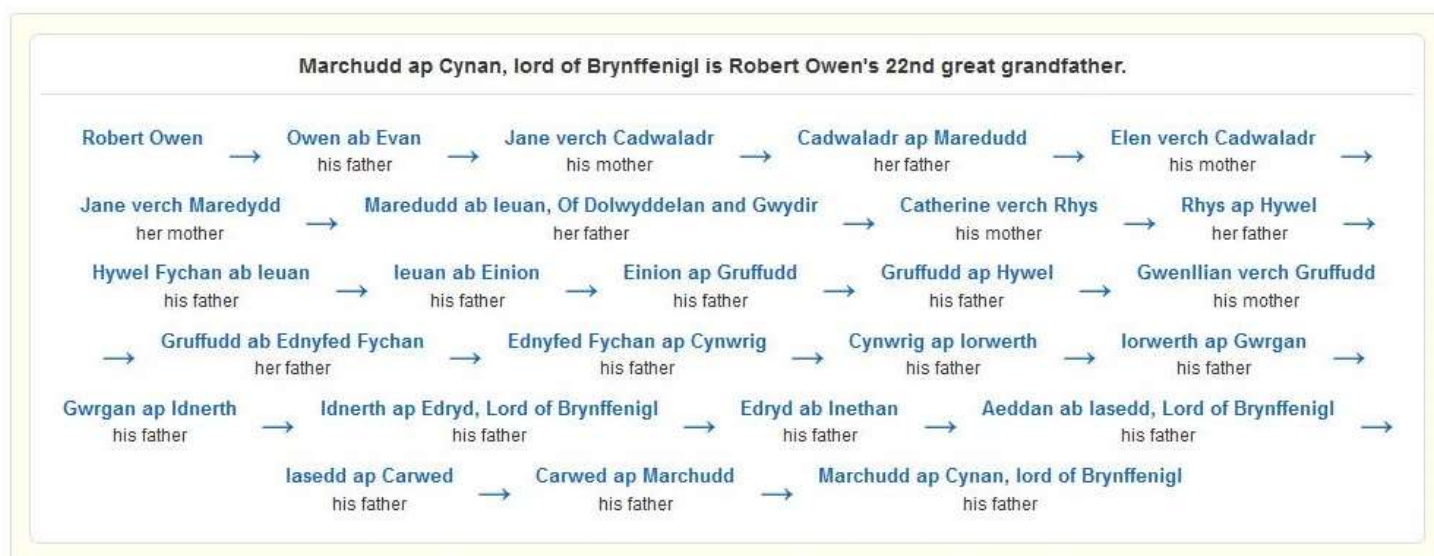 Marchudd ap Cynan, lord of Brynffenigl is Robert Owen's 22nd great grandfather.
Robert Owen → Owen ab Evan → Jane verch Cadwaladr → Cadwaladr ap Maredudd → Elen verch Cadwaladr →
his father his mother her father his mother
Jane verch Maredydd → Maredudd ab Ieuan, Of Dolwyddelan and Gwydir → Catherine verch Rhys → Rhys ap Hywel →
her mother her father his mother her father
Hywel Fychan ab Ieuan → Ieuan ab Einion → Einion ap Gruffudd → Gruffudd ap Hywel → Gwenllian verch Gruffudd
his father his father his father his father his mother
→ Gruffudd ab Ednyfed Fychan → Ednyfed Fychan ap Cynwrig → Cynwrig ap Iorwerth → Iorwerth ap Gwrgan →
her father his father his father his father
Gwrgan ap Idnerth → Idnerth ap Edryd, Lord of Brynffenigl → Edryd ab Inethan → Aeddan ab Iasedd, Lord of Brynffenigl →
his father his father his father his father
Iasedd ap Carwed → Carwed ap Marchudd → Marchudd ap Cynan, lord of Brynffenigl
his father his father his father